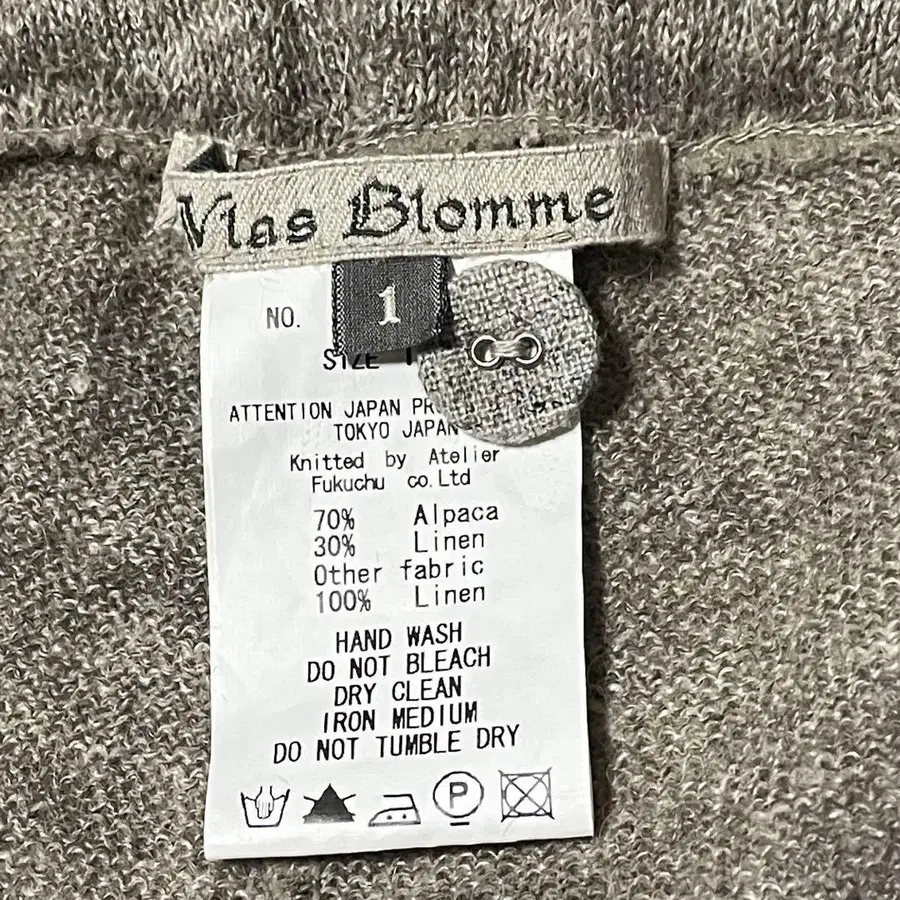 Vlas Blomme
1
NO.
SIZE
ATTENTION JAPAN
TOKYO JAPAN
Knitted by Atelier
Fukuchu co.Ltd
70% Alpaca
30% Linen
Other fabric
100% Linen
HAND WASH
DO NOT BLEACH
DRY CLEAN
IRON MEDIUM
DO NOT TUMBLE DRY
P